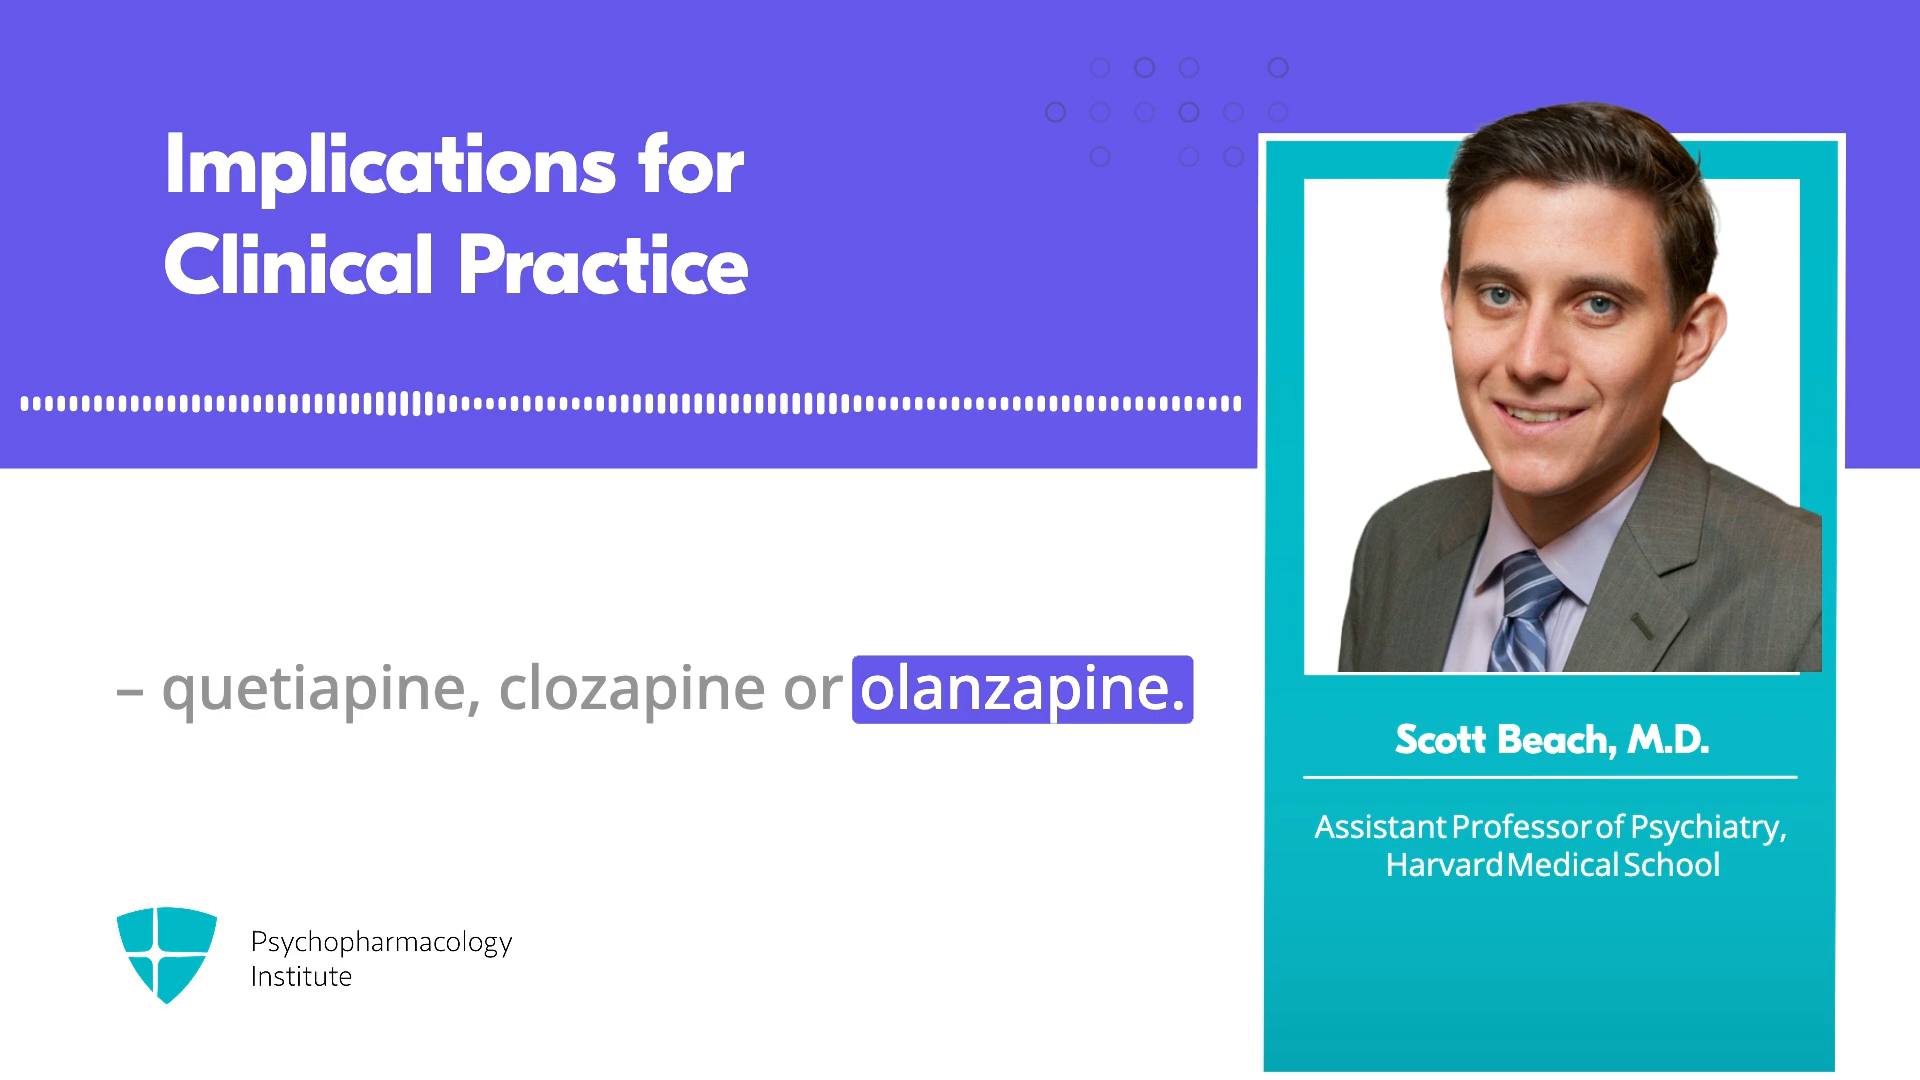 Implications for
Clinical Practice
– quetiapine, clozapine or olanzapine.
Scott Beach, M.D.
Assistant Professor of Psychiatry,
Harvard Medical School
Psychopharmacology
Institute